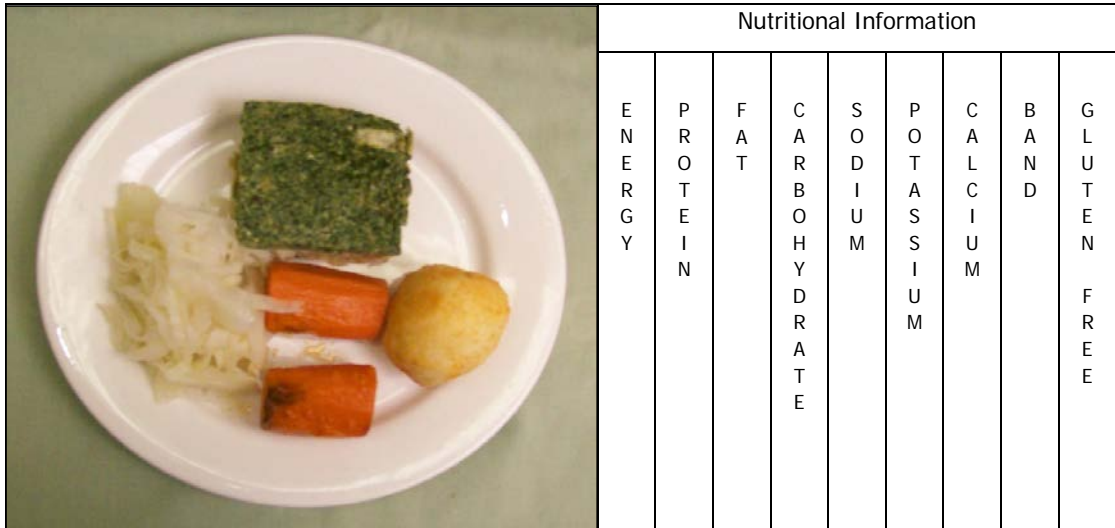 Nutritional Information
ENERGY
PROTEIN
FAT
CARBOHYDRATE
SODIUM
POTASSIUM
CALCIUM
BAND
GLUTEN FREE